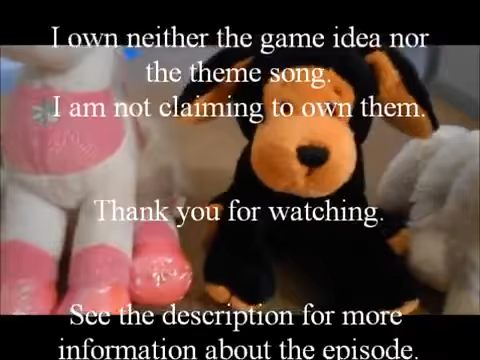 I own neither the game idea nor
the theme song.
I am not claiming to own them.
Thank you for watching.
See the description for more
information about the episode.